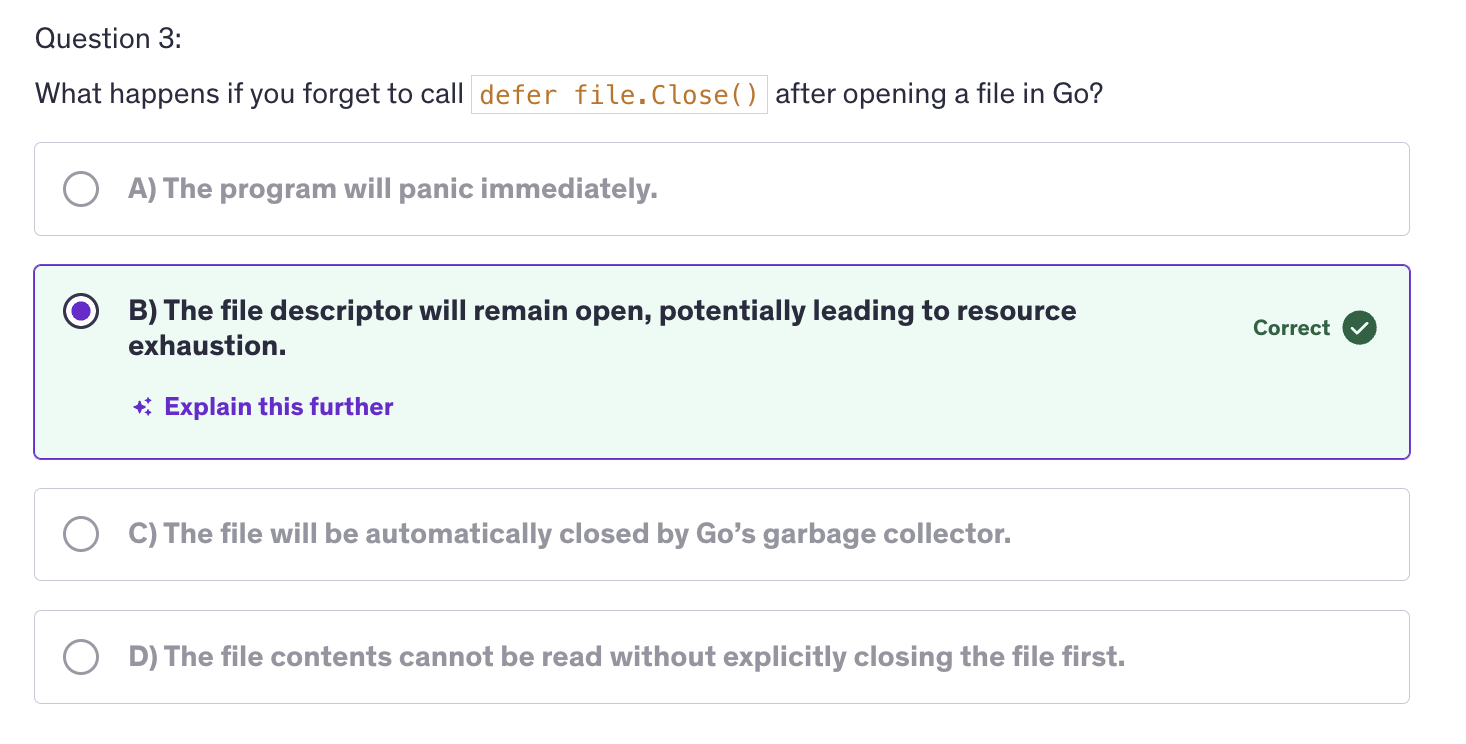 Question 3:
What happens if you forget to call defer file.Close() after opening a file in Go?
A) The program will panic immediately.
B) The file descriptor will remain open, potentially leading to resource
exhaustion.
Correct
Explain this further
C) The file will be automatically closed by Go’s garbage collector.
D) The file contents cannot be read without explicitly closing the file first.